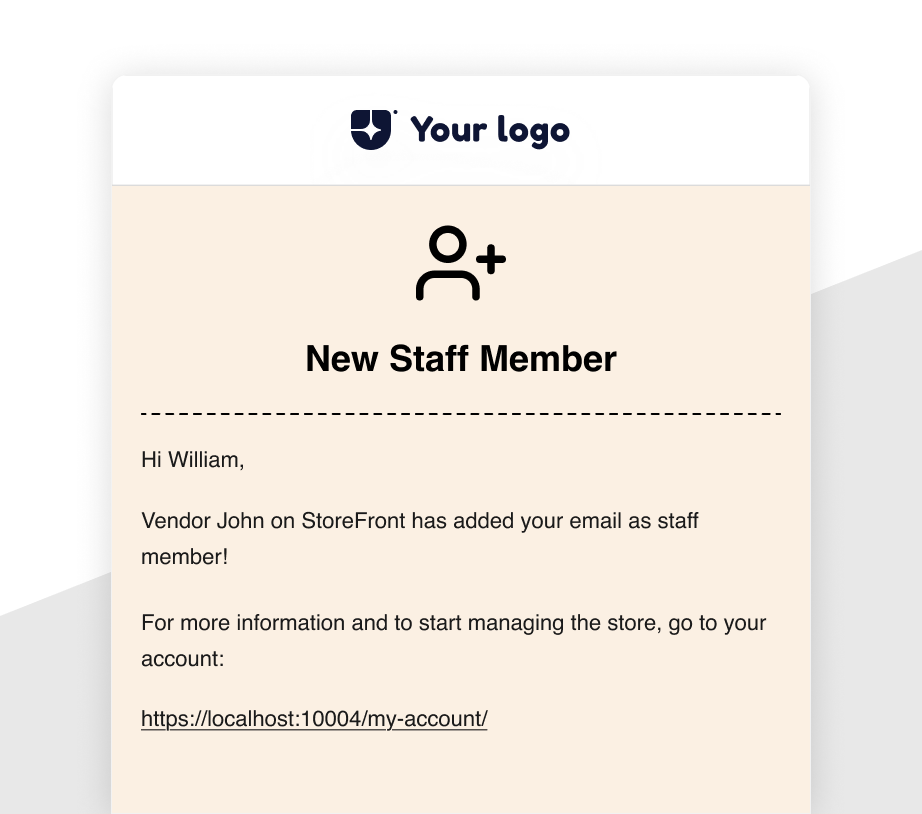 Your logo
New Staff Member
Hi William,
Vendor John on StoreFront has added your email as staff
member!
For more information and to start managing the store, go to your
account:
https://localhost:10004/my-account/